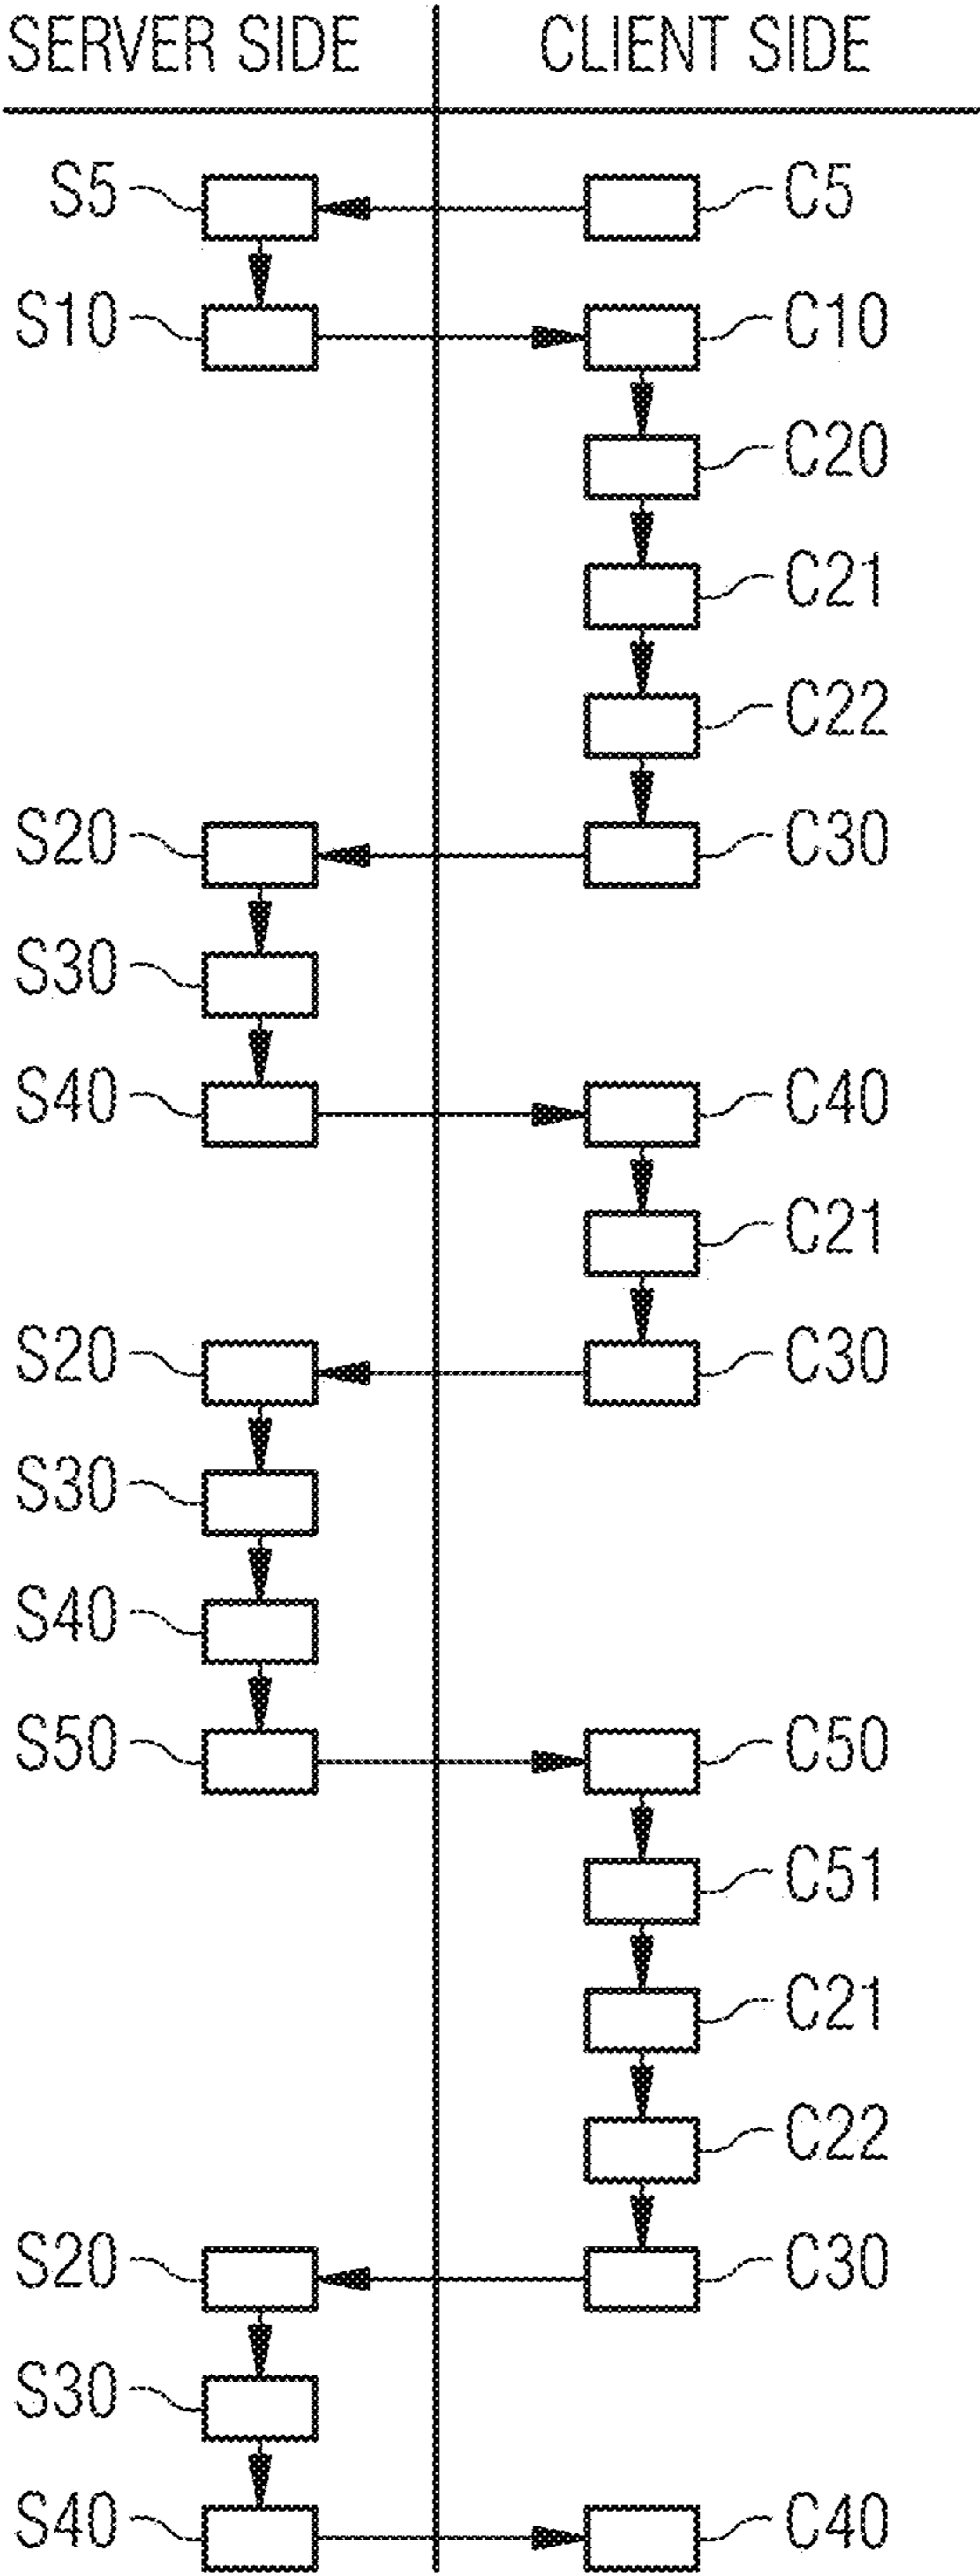 SERVER SIDE CLIENT SIDE
S5 C5
S10 C10
C20
C21
C22
S20 C30
S30
S40 C40
C21
S20 C30
S30
S40
S50 C50
C51
C21
C22
S20 C30
S30
S40 C40